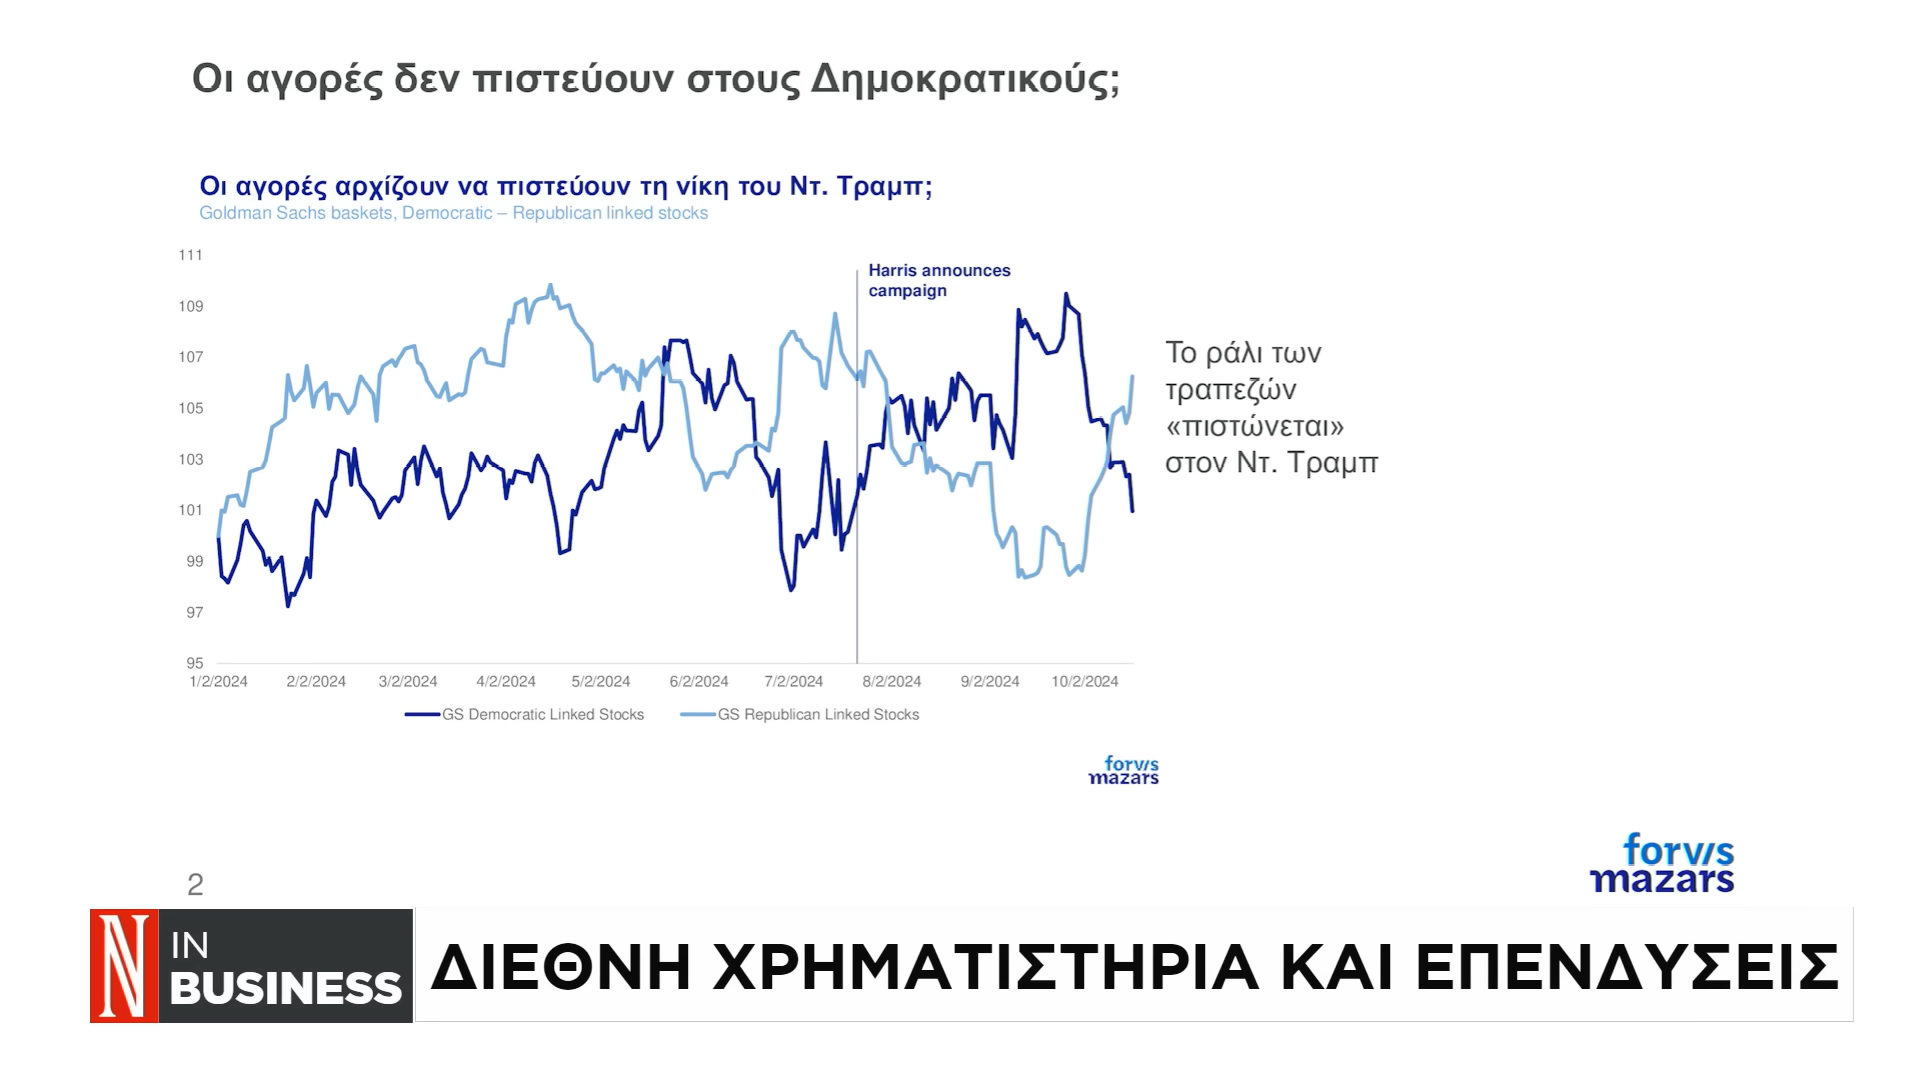 Οι αγορές δεν πιστεύουν στους Δημοκρατικούς;
Οι αγορές αρχίζουν να πιστεύουν τη νίκη του Ντ. Τραμπ;
Goldman Sachs baskets, Democratic – Republican linked stocks
111
109
107
105
103
101
99
97
95
Harris announces
campaign
1/2/2024 2/2/2024 3/2/2024 4/2/2024 5/2/2024 6/2/2024 7/2/2024 8/2/2024 9/2/2024 10/2/2024
GS Democratic Linked Stocks GS Republican Linked Stocks
Το ράλι των
τραπεζών
«πιστώνεται»
στον Ντ. Τραμπ
forvis
mazars
forvis
mazars
2
N IN
BUSINESS
ΔΙΕΘΝΗ ΧΡΗΜΑΤΙΣΤΗΡΙΑ ΚΑΙ ΕΠΕΝΔΥΣΕΙΣ